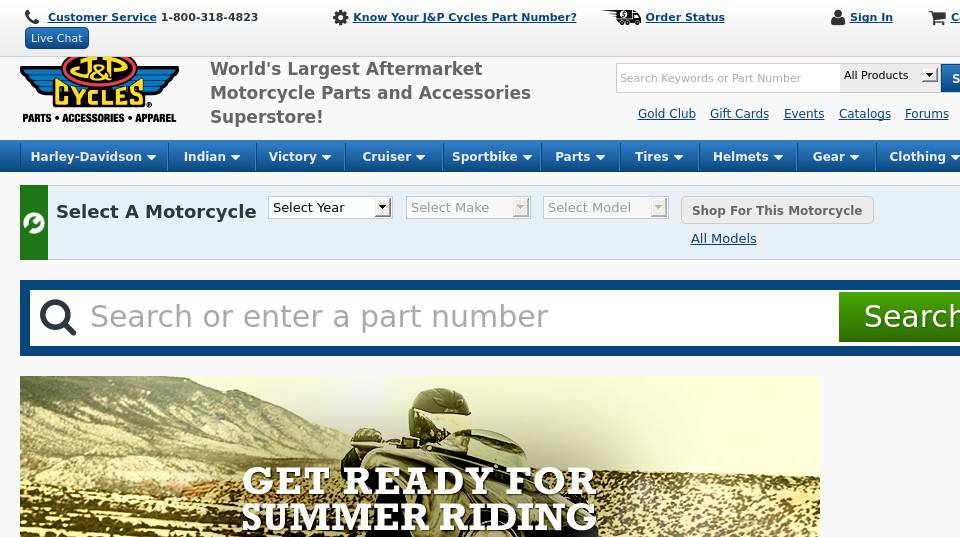 Customer Service 1-800-318-4823
Know Your J&P Cycles Part Number?
Order Status
Sign In
Live Chat
J&P
CYCLES
PARTS • ACCESSORIES • APPAREL
World's Largest Aftermarket
Motorcycle Parts and Accessories
Superstore!
Search Keywords or Part Number
All Products
Gold Club Gift Cards Events Catalogs Forums
Harley-Davidson Indian Victory Cruiser Sportbike Parts Tires Helmets Gear Clothing
Select A Motorcycle
Select Year
Select Make
Select Model
Shop For This Motorcycle
All Models
Search or enter a part number
Search
GET READY FOR
SUMMER RIDING